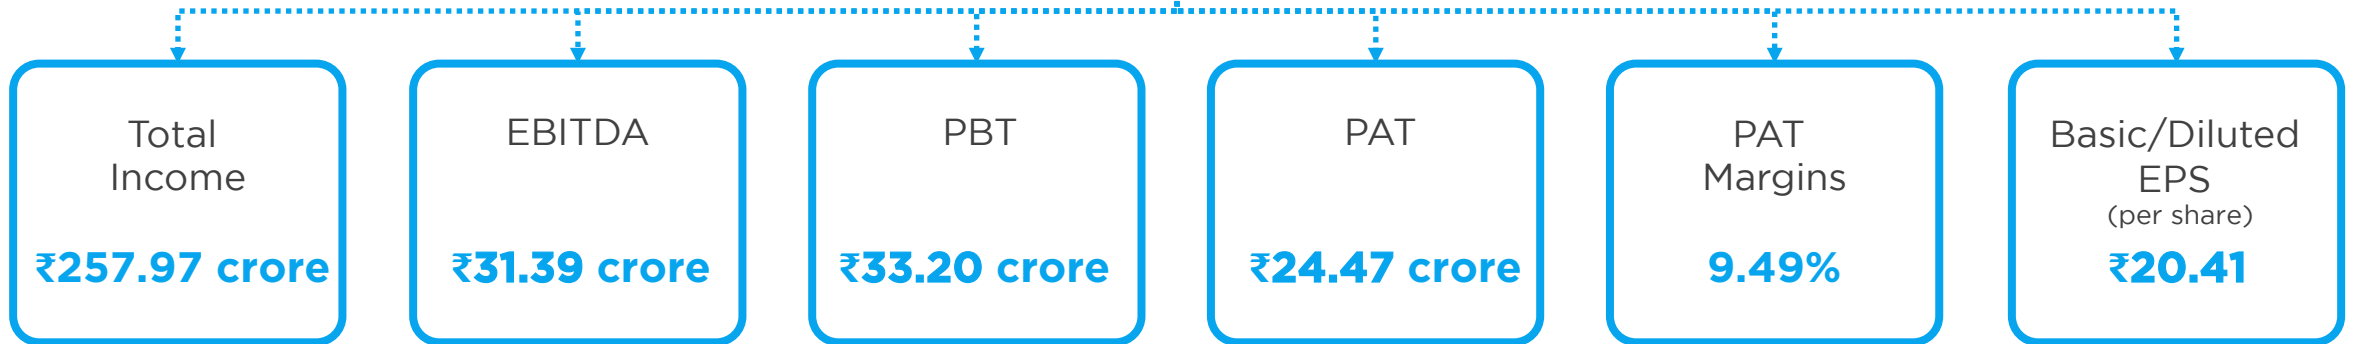 Total
Income
₹257.97 crore
EBITDA
₹31.39 crore
PBT
₹33.20 crore
PAT
₹24.47 crore
PAT
Margins
9.49%
Basic/Diluted
EPS
(per share)
₹20.41